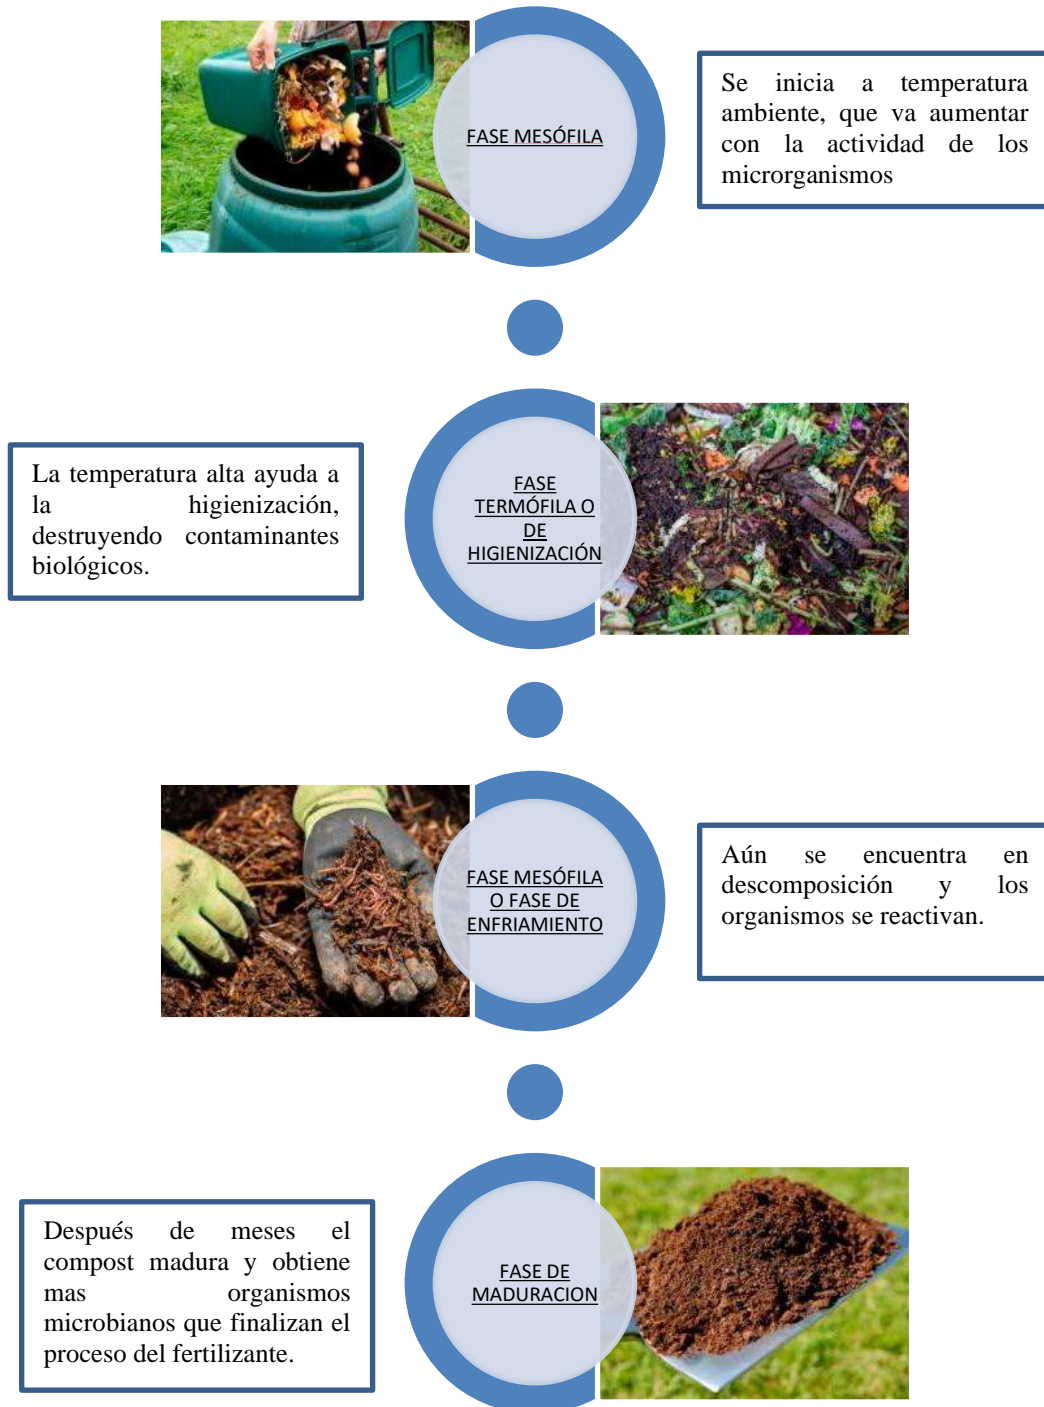 FASE MESÓFILA
Se inicia a temperatura
ambiente, que va aumentar
con la actividad de los
microrganismos
La temperatura alta ayuda a
la higienización,
destruyendo contaminantes
biológicos.
FASE
TERMÓFILA O
DE
HIGIENIZACIÓN
FASE MESÓFILA
O FASE DE
ENFRIAMIENTO
Aún se encuentra en
descomposición y los
organismos se reactivan.
Después de meses el
compost madura y obtiene
mas organismos
microbianos que finalizan el
proceso del fertilizante.
FASE DE
MADURACION